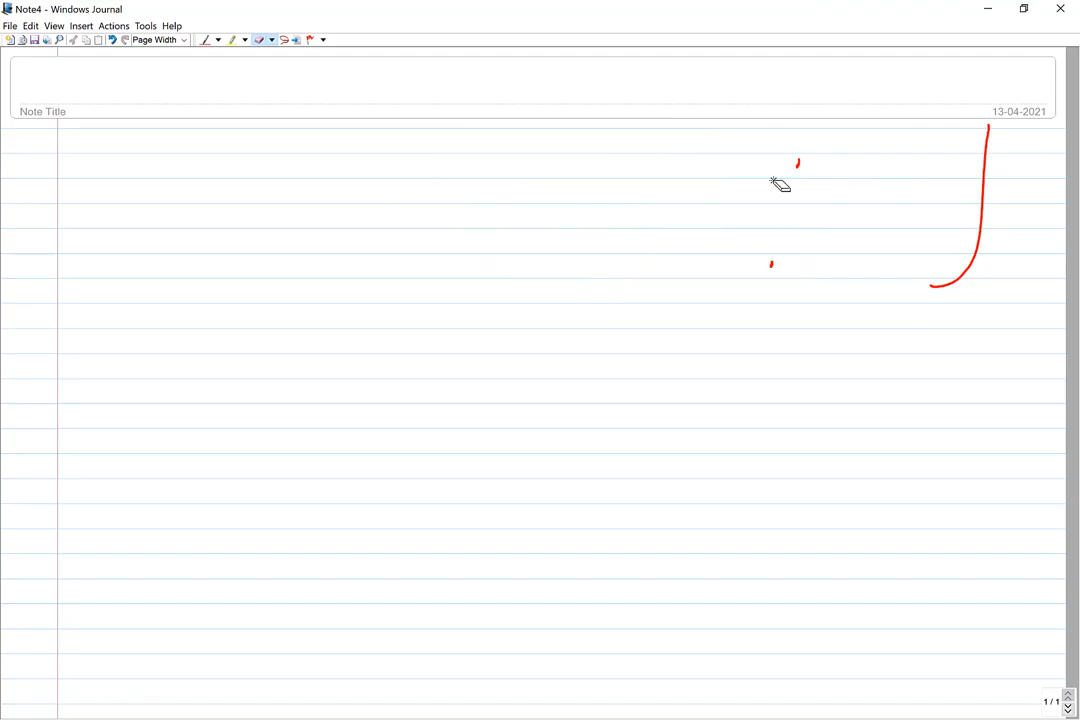 Note4 - Windows Journal
File Edit View Insert Actions Tools Help
Page Width
Note Title 13-04-2021
1 / 1